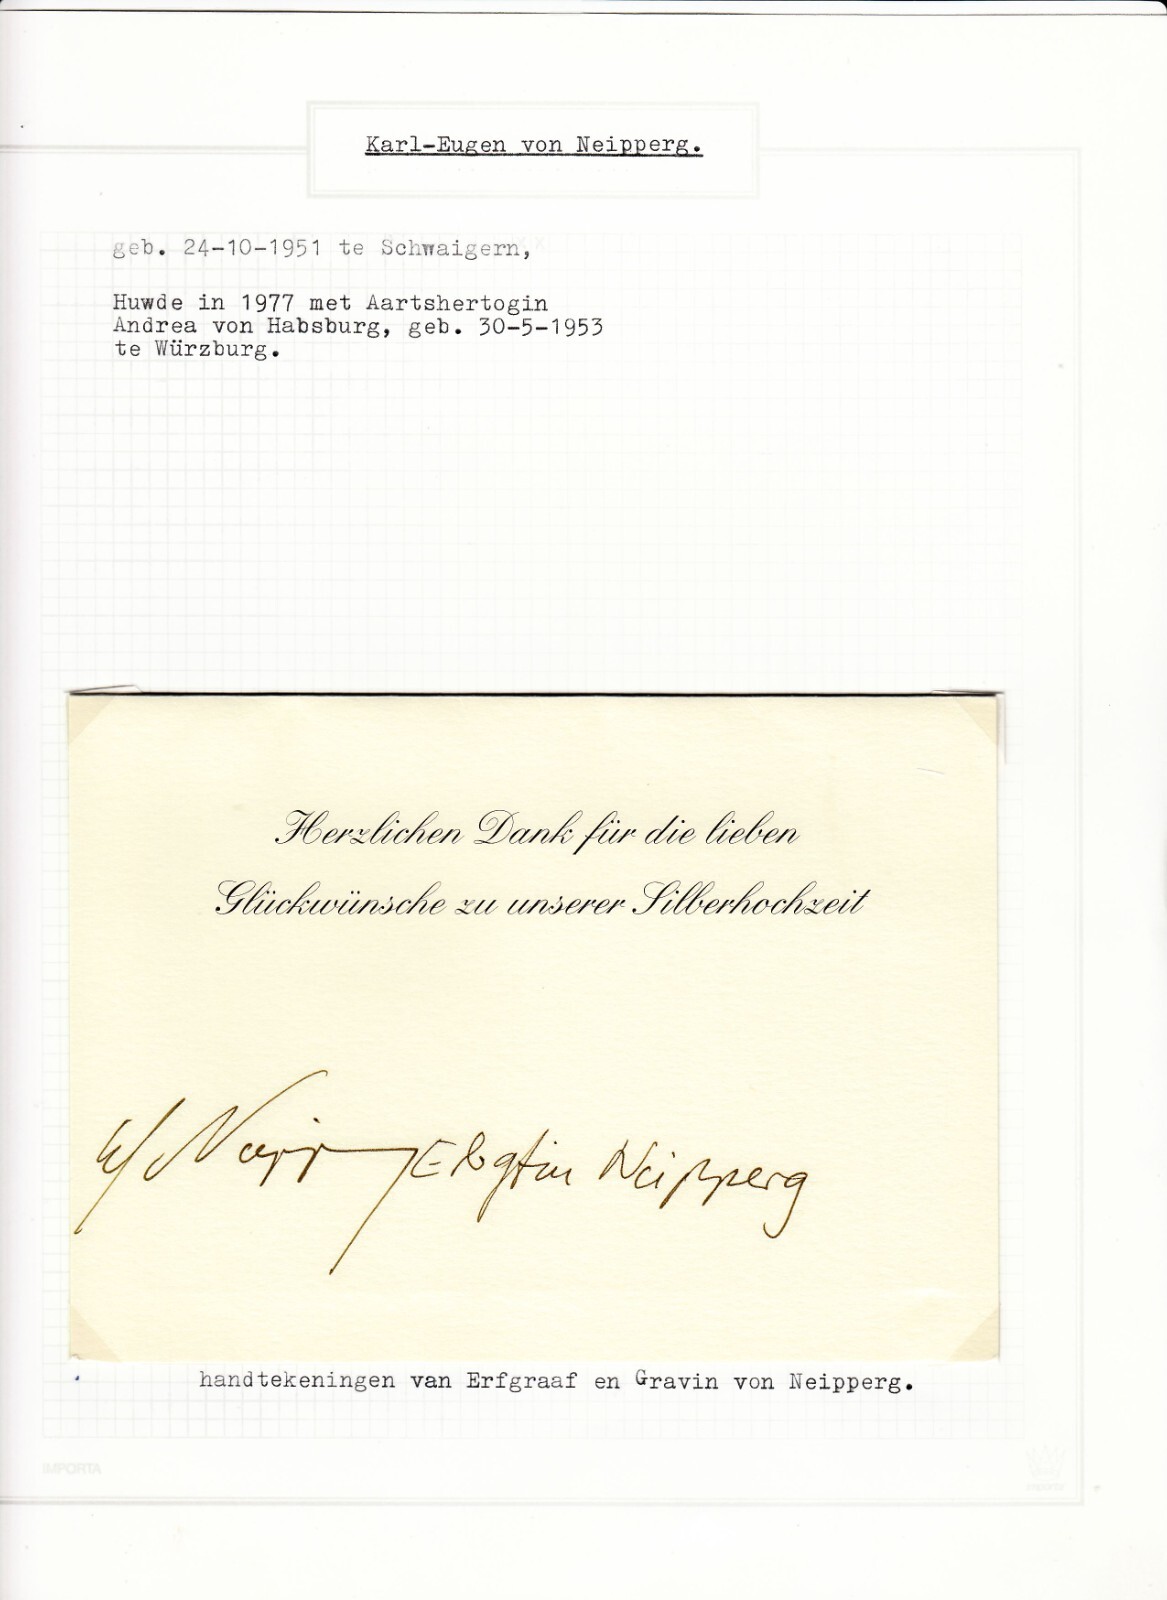 Karl-Eugen von Neipperg.
geb. 24-10-1951 te Schwaigern,
Huwde in 1977 met Aartshertogin
Andrea von Habsburg, geb. 30-5-1953
te Würzburg.
Herzlichen Dank für die lieben
Glückwünsche zu unserer Silberhochzeit
Neipperg
handtekeningen van Erfgraaf en Gravin von Neipperg.
IMPORTA